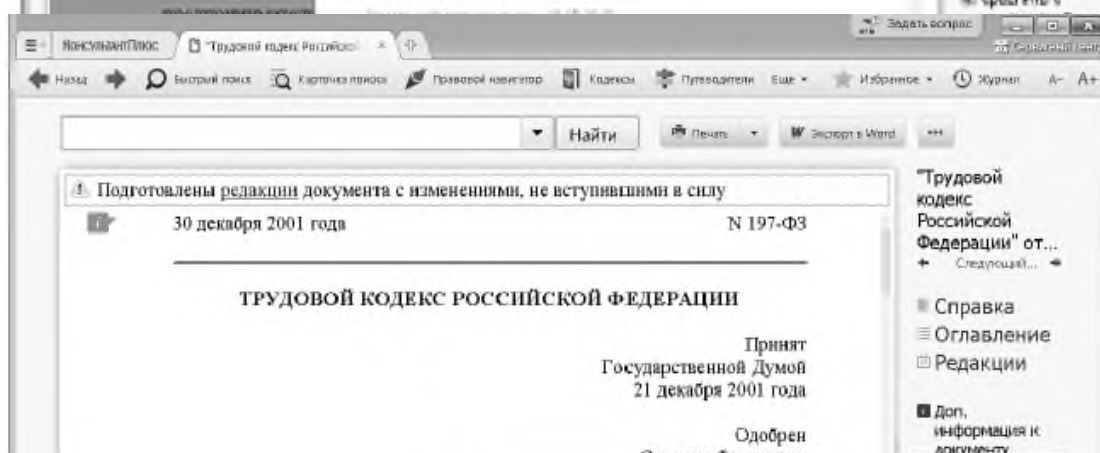 Задать вопрос
КонсультантПлюс "Трудовой кодекс Российско
Назад Быстрый поиск Карточка поиска Правовой навигатор Кодексы Путеводители Еще Избранное Журнал A- A+
Найти Печать Экспорт в Word
Подготовлены редакции документа с изменениями, не вступившими в силу
30 декабря 2001 года N 197-ФЗ
ТРУДОВОЙ КОДЕКС РОССИЙСКОЙ ФЕДЕРАЦИИ
Принят
Государственной Думой
21 декабря 2001 года
Одобрен
"Трудовой
кодекс
Российской
Федерации" от...
Следующий...
Справка
Оглавление
Редакции
Доп.
информация к
документу